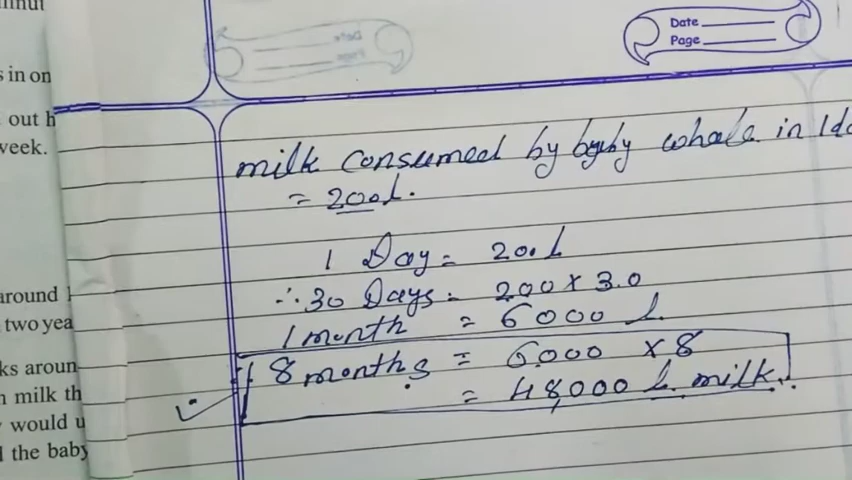 s in on
out h
week.
around
two yea
ks aroun
n milk th
would u
the baby
Date
Page
milk consumed by baby whale in 1 da
= 200 L.
1 Day = 200 L
∴ 30 Days = 200 x 30
1 month = 6000 L.
8 months = 6000 x 8
= 48,000 L milk.